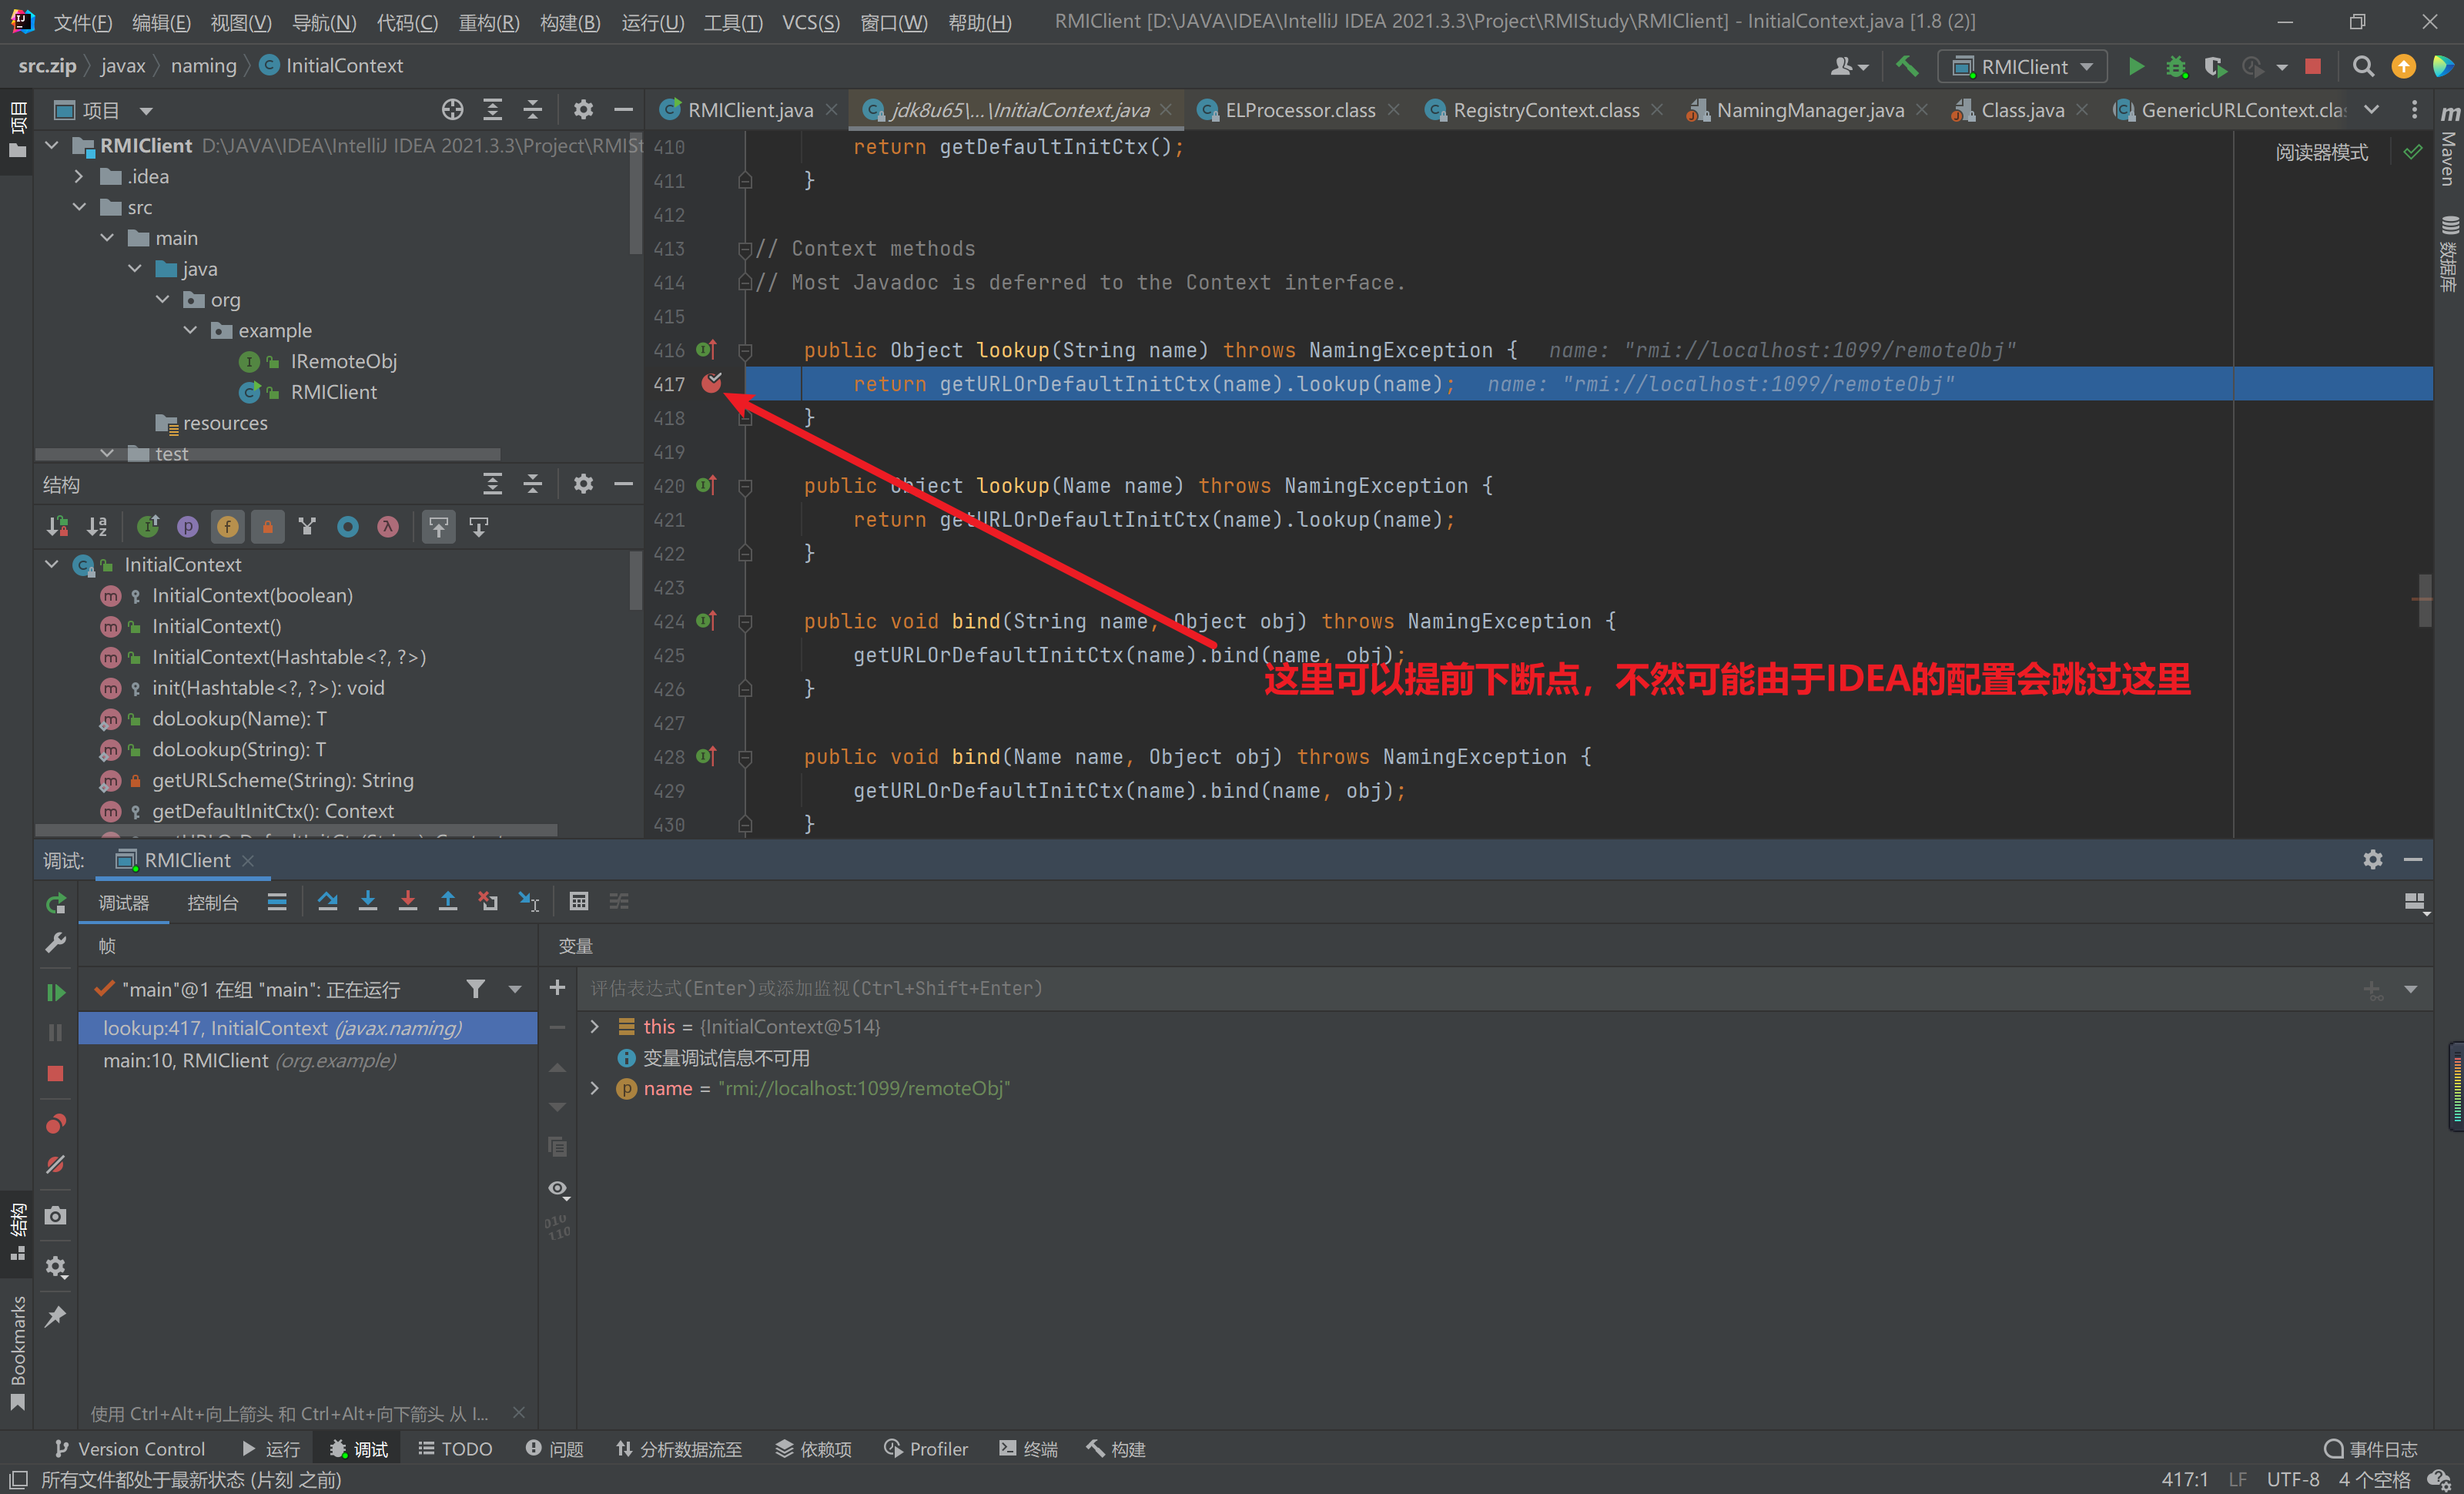 文件(F) 编辑(E) 视图(V) 导航(N) 代码(C) 重构(R) 构建(B) 运行(U) 工具(T) VCS(S) 窗口(W) 帮助(H) RMIClient [D:\JAVA\IDEA\IntelliJ IDEA 2021.3.3\Project\RMIStudy\RMIClient] - InitialContext.java [1.8 (2)]
src.zip javax naming InitialContext RMIClient
项目
RMIClient.java jdk8u65\...\InitialContext.java ELProcessor.class RegistryContext.class NamingManager.java Class.java GenericURLContext.cla
项目
Maven
数据库
阅读器模式
RMIClient D:\JAVA\IDEA\IntelliJ IDEA 2021.3.3\Project\RMISt
.idea
src
main
java
org
example
IRemoteObj
RMIClient
resources
test
410 return getDefaultInitCtx();
411 }
412
413 // Context methods
414 // Most Javadoc is deferred to the Context interface.
415
416 public Object lookup(String name) throws NamingException { name: "rmi://localhost:1099/remoteObj"
417 return getURLOrDefaultInitCtx(name).lookup(name); name: "rmi://localhost:1099/remoteObj"
418 }
419
420 public Object lookup(Name name) throws NamingException {
421 return getURLOrDefaultInitCtx(name).lookup(name);
422 }
423
424 public void bind(String name, Object obj) throws NamingException {
425 getURLOrDefaultInitCtx(name).bind(name, obj);
这里可以提前下断点，不然可能由于IDEA的配置会跳过这里
426 }
427
428 public void bind(Name name, Object obj) throws NamingException {
429 getURLOrDefaultInitCtx(name).bind(name, obj);
430 }
结构
InitialContext
InitialContext(boolean)
InitialContext()
InitialContext(Hashtable<?, ?>)
init(Hashtable<?, ?>): void
doLookup(Name): T
doLookup(String): T
getURLScheme(String): String
getDefaultInitCtx(): Context
调试: RMIClient
调试器 控制台
帧 变量
"main"@1 在组 "main": 正在运行
评估表达式(Enter)或添加监视(Ctrl+Shift+Enter)
lookup:417, InitialContext (javax.naming)
main:10, RMIClient (org.example)
this = {InitialContext@514}
变量调试信息不可用
name = "rmi://localhost:1099/remoteObj"
结构
Bookmarks
使用 Ctrl+Alt+向上箭头 和 Ctrl+Alt+向下箭头 从 I...
Version Control 运行 调试 TODO 问题 分析数据流至 依赖项 Profiler 终端 构建 事件日志
所有文件都处于最新状态 (片刻 之前) 417:1 LF UTF-8 4 个空格